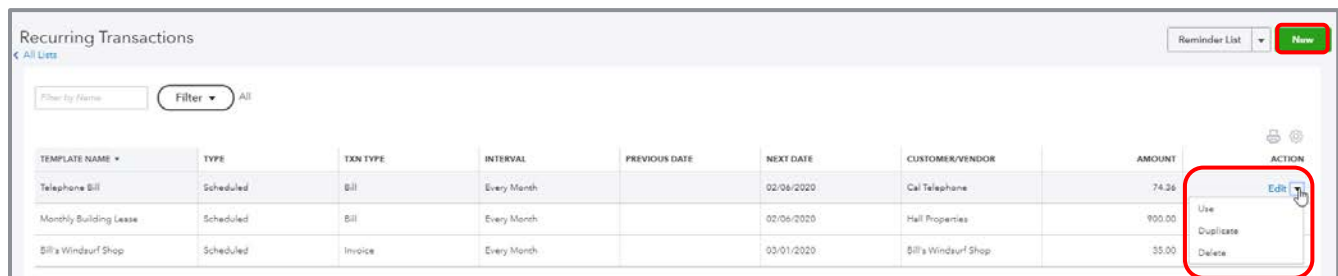 Recurring Transactions
Reminder List New
All Lists
Filter by Name Filter All
TEMPLATE NAME TYPE TXN TYPE INTERVAL PREVIOUS DATE NEXT DATE CUSTOMER/VENDOR AMOUNT ACTION
Telephone Bill Scheduled Bill Every Month 02/06/2020 Cal Telephone 74.36 Edit
Use
Monthly Building Lease Scheduled Bill Every Month 02/06/2020 Hall Properties 900.00
Duplicate
Bill's Windsurf Shop Scheduled Invoice Every Month 03/01/2020 Bill's Windsurf Shop 35.00 Delete